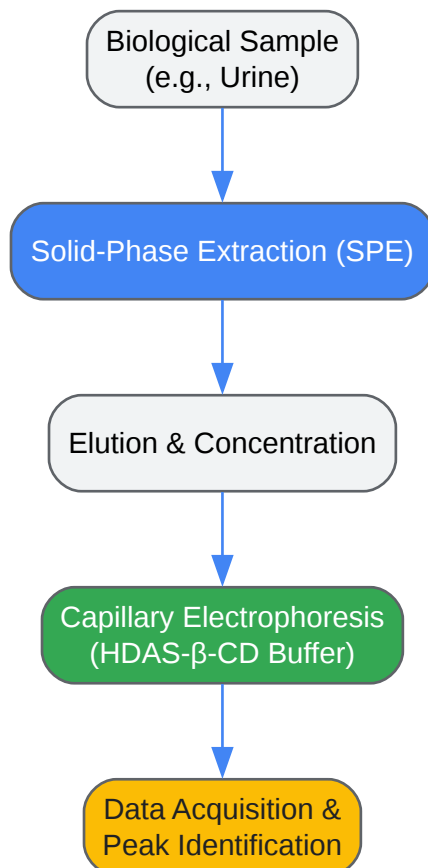 Biological Sample
(e.g., Urine)
Solid-Phase Extraction (SPE)
Elution & Concentration
Capillary Electrophoresis
(HDAS-β-CD Buffer)
Data Acquisition &
Peak Identification